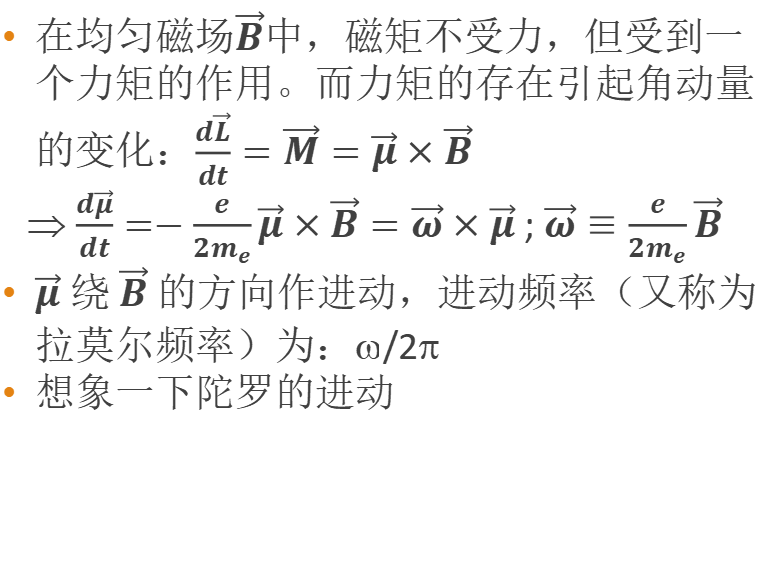 • 在均匀磁场$\vec{B}$中，磁矩不受力，但受到一
个力矩的作用。而力矩的存在引起角动量
的变化：$\frac{d\vec{L}}{dt} = \vec{M} = \vec{\mu} \times \vec{B}$
$\Rightarrow \frac{d\vec{\mu}}{dt} = -\frac{e}{2m_e}\vec{\mu} \times \vec{B} = \vec{\omega} \times \vec{\mu} ; \vec{\omega} \equiv \frac{e}{2m_e}\vec{B}$
• $\vec{\mu}$ 绕 $\vec{B}$ 的方向作进动，进动频率（又称为
拉莫尔频率）为：ω/2π
• 想象一下陀罗的进动